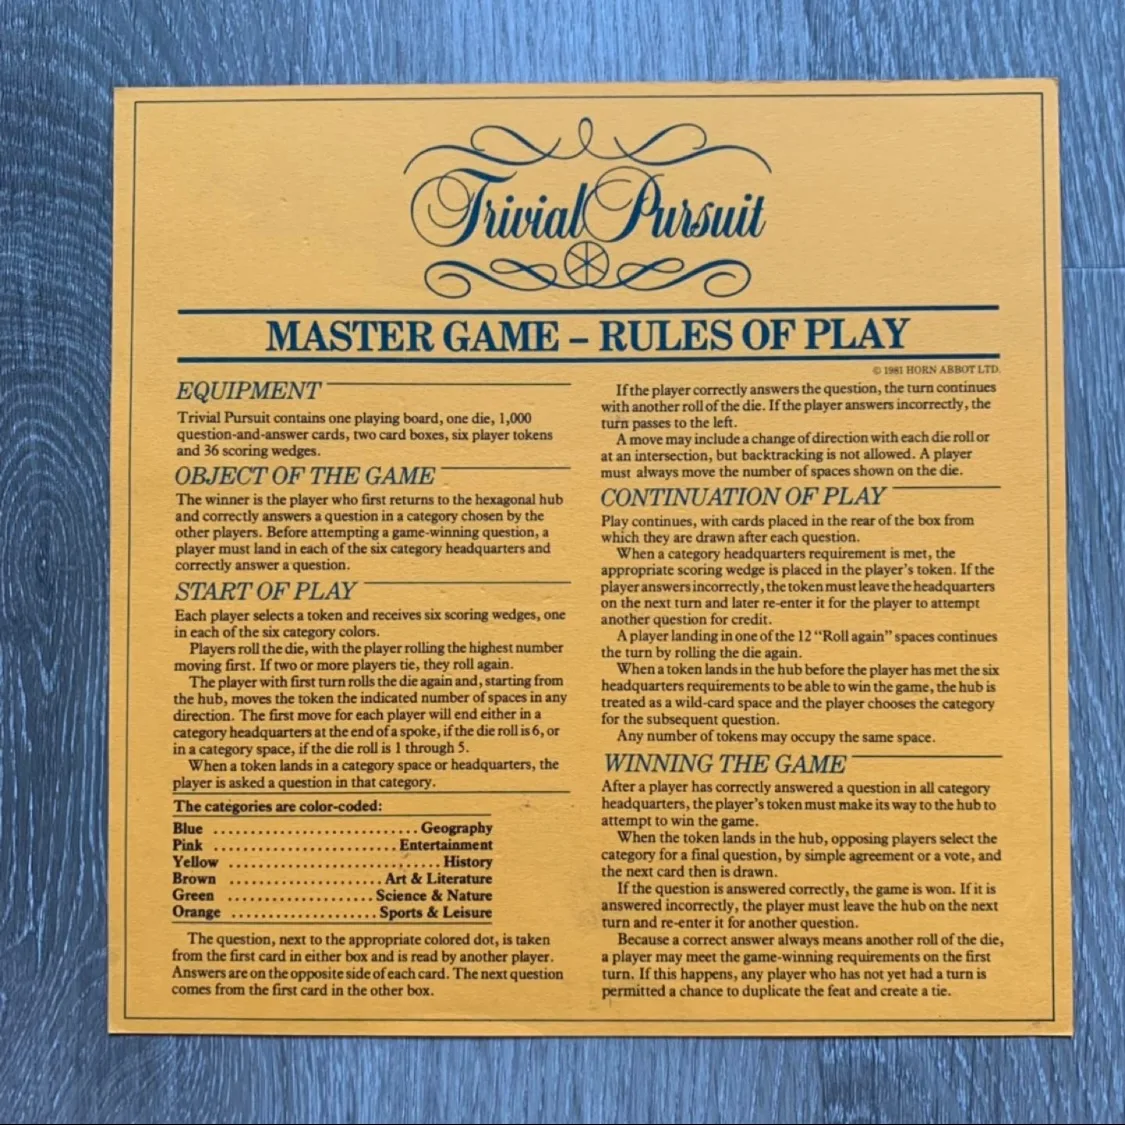 Trivial Pursuit
MASTER GAME – RULES OF PLAY
© 1981 HORN ABBOT LTD.
EQUIPMENT
Trivial Pursuit contains one playing board, one die, 1,000
question-and-answer cards, two card boxes, six player tokens
and 36 scoring wedges.
OBJECT OF THE GAME
The winner is the player who first returns to the hexagonal hub
and correctly answers a question in a category chosen by the
other players. Before attempting a game-winning question, a
player must land in each of the six category headquarters and
correctly answer a question.
START OF PLAY
Each player selects a token and receives six scoring wedges, one
in each of the six category colors.
Players roll the die, with the player rolling the highest number
moving first. If two or more players tie, they roll again.
The player with first turn rolls the die again and, starting from
the hub, moves the token the indicated number of spaces in any
direction. The first move for each player will end either in a
category headquarters at the end of a spoke, if the die roll is 6, or
in a category space, if the die roll is 1 through 5.
When a token lands in a category space or headquarters, the
player is asked a question in that category.
The categories are color-coded:
Blue ........................... Geography
Pink ........................ Entertainment
Yellow ............................ History
Brown .................... Art & Literature
Green ................... Science & Nature
Orange ................... Sports & Leisure
The question, next to the appropriate colored dot, is taken
from the first card in either box and is read by another player.
Answers are on the opposite side of each card. The next question
comes from the first card in the other box.
If the player correctly answers the question, the turn continues
with another roll of the die. If the player answers incorrectly, the
turn passes to the left.
A move may include a change of direction with each die roll or
at an intersection, but backtracking is not allowed. A player
must always move the number of spaces shown on the die.
CONTINUATION OF PLAY
Play continues, with cards placed in the rear of the box from
which they are drawn after each question.
When a category headquarters requirement is met, the
appropriate scoring wedge is placed in the player's token. If the
player answers incorrectly, the token must leave the headquarters
on the next turn and later re-enter it for the player to attempt
another question for credit.
A player landing in one of the 12 "Roll again" spaces continues
the turn by rolling the die again.
When a token lands in the hub before the player has met the six
headquarters requirements to be able to win the game, the hub is
treated as a wild-card space and the player chooses the category
for the subsequent question.
Any number of tokens may occupy the same space.
WINNING THE GAME
After a player has correctly answered a question in all category
headquarters, the player's token must make its way to the hub to
attempt to win the game.
When the token lands in the hub, opposing players select the
category for a final question, by simple agreement or a vote, and
the next card then is drawn.
If the question is answered correctly, the game is won. If it is
answered incorrectly, the player must leave the hub on the next
turn and re-enter it for another question.
Because a correct answer always means another roll of the die,
a player may meet the game-winning requirements on the first
turn. If this happens, any player who has not yet had a turn is
permitted a chance to duplicate the feat and create a tie.